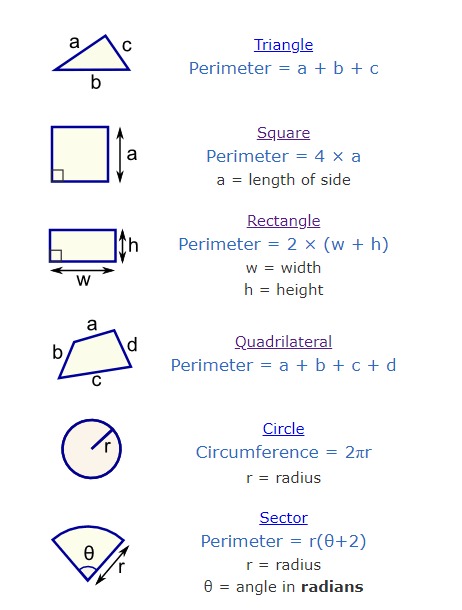 a
c
b
Triangle
Perimeter = a + b + c
a
Square
Perimeter = 4 × a
a = length of side
h
w
Rectangle
Perimeter = 2 × (w + h)
w = width
h = height
a
b
d
c
Quadrilateral
Perimeter = a + b + c + d
r
Circle
Circumference = 2πr
r = radius
θ
r
Sector
Perimeter = r(θ+2)
r = radius
θ = angle in radians